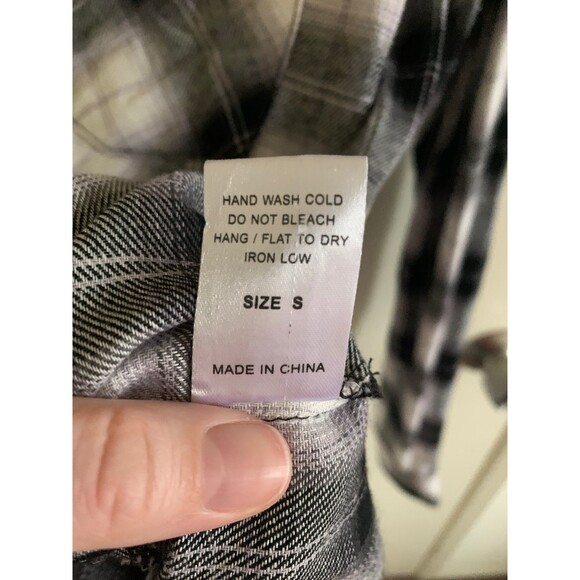 HAND WASH COLD
DO NOT BLEACH
HANG / FLAT TO DRY
IRON LOW
SIZE S
MADE IN CHINA